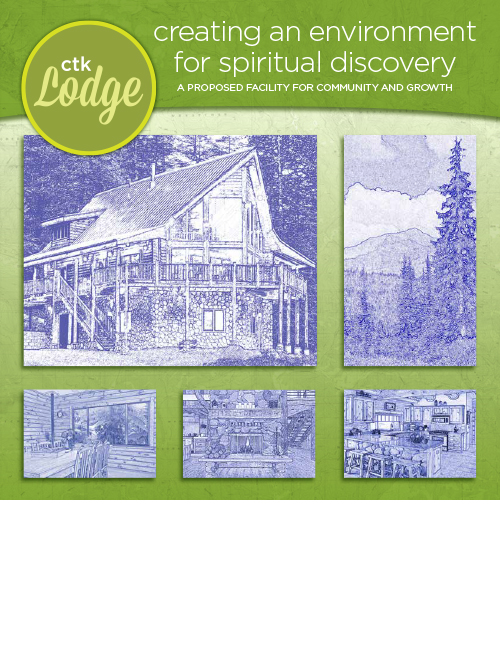 ctk
Lodge
creating an environment
for spiritual discovery
A PROPOSED FACILITY FOR COMMUNITY AND GROWTH